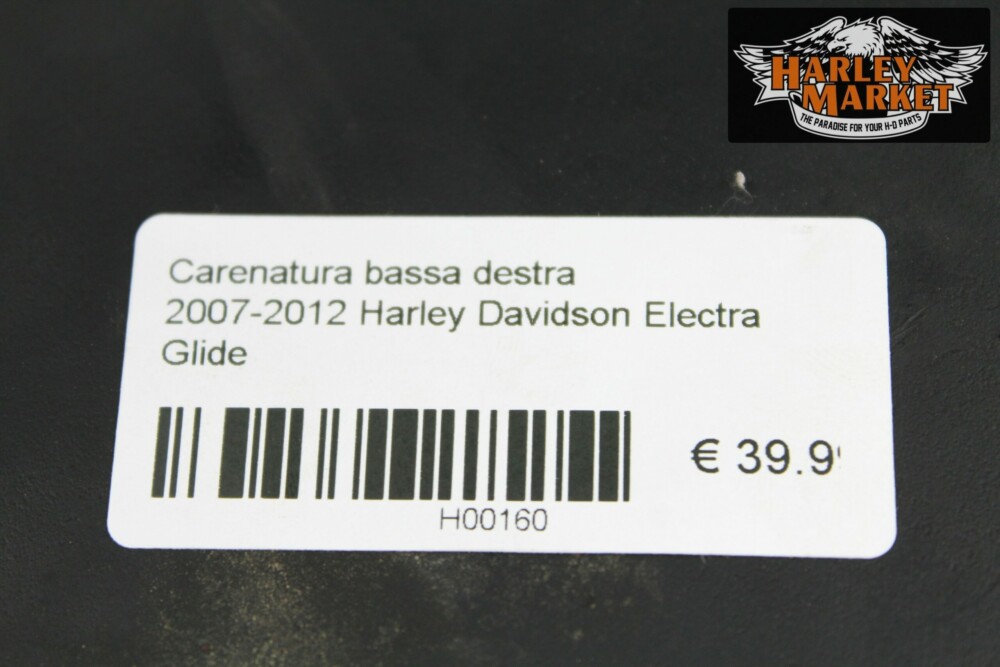 HARLEY
MARKET
THE PARADISE FOR YOUR H-D PARTS
Carenatura bassa destra
2007-2012 Harley Davidson Electra
Glide
€ 39.9
H00160